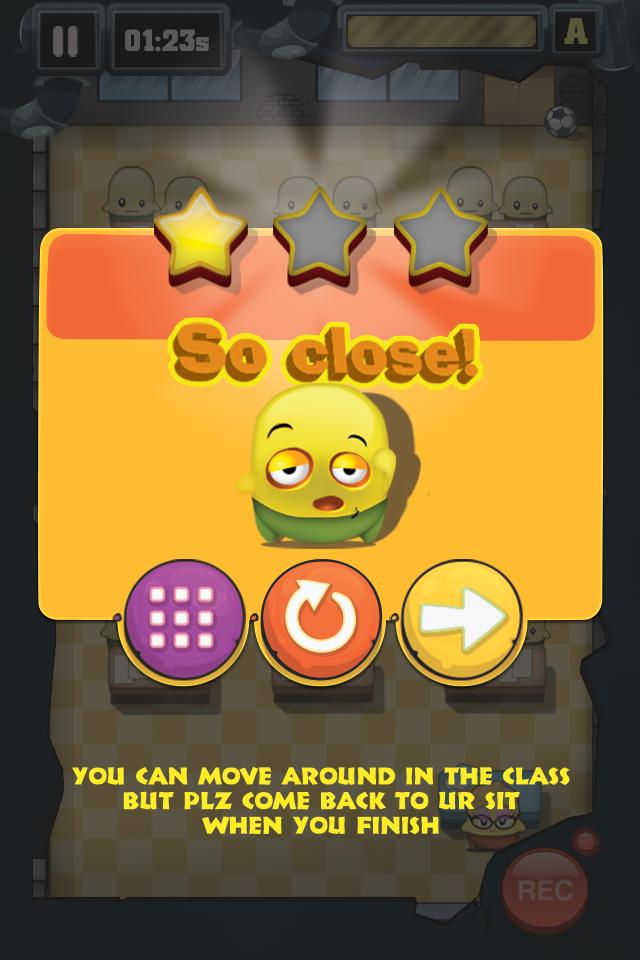 01:23s
A
So close!
YOU CAN MOVE AROUND IN THE CLASS
BUT PLZ COME BACK TO UR SIT
WHEN YOU FINISH
REC